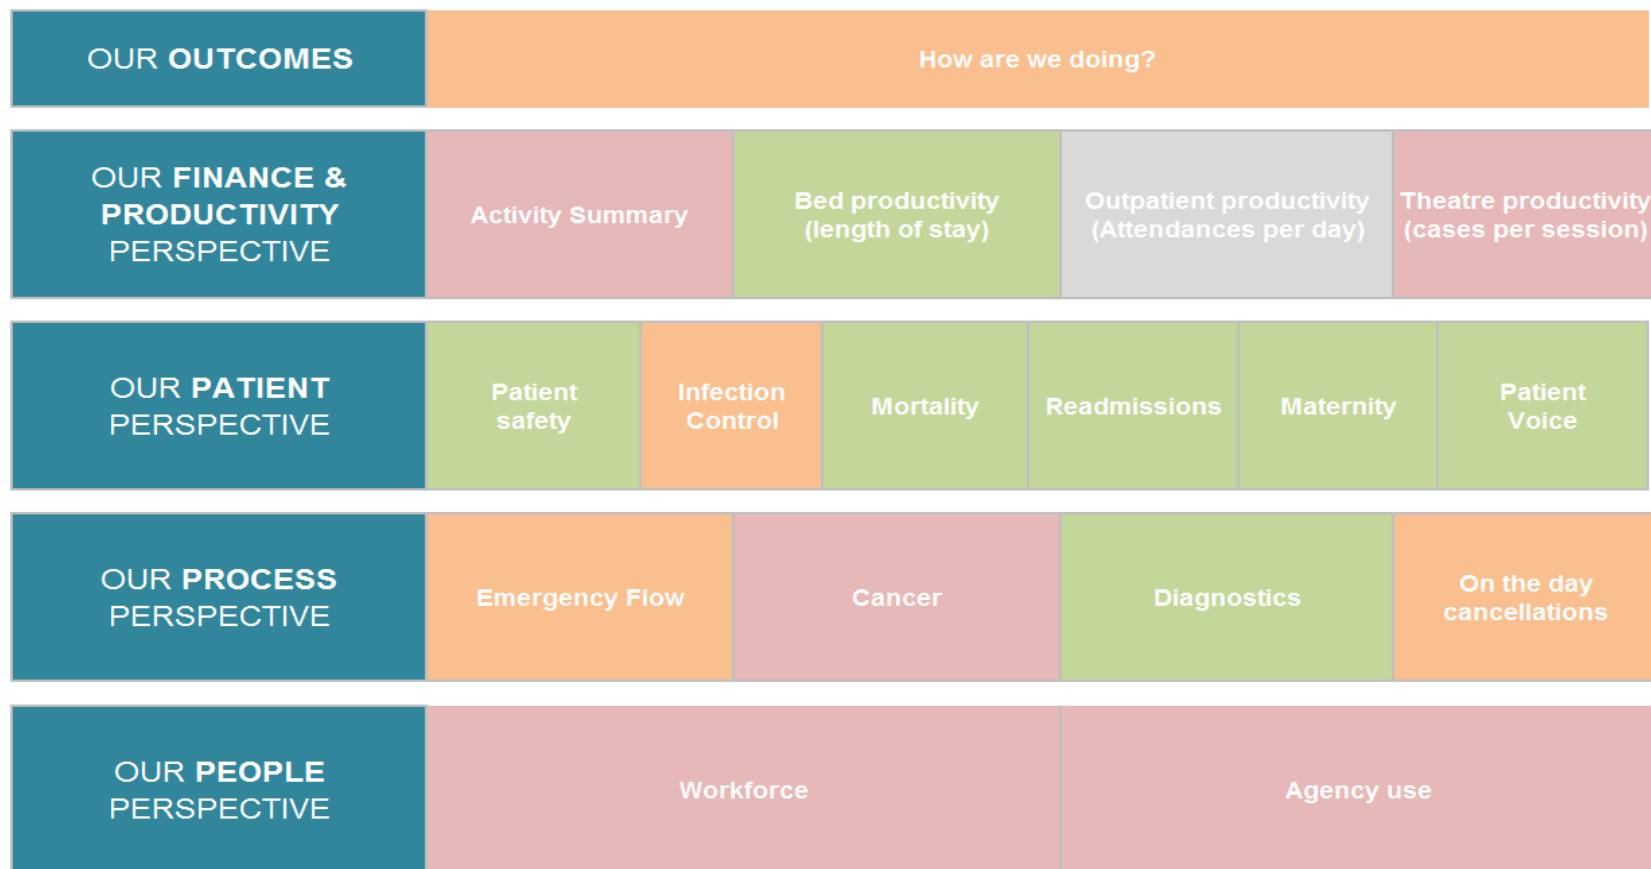 OUR OUTCOMES
How are we doing?
OUR FINANCE &
PRODUCTIVITY
PERSPECTIVE
Activity Summary
Bed productivity
(length of stay)
Outpatient productivity
(Attendances per day)
Theatre productivity
(cases per session)
OUR PATIENT
PERSPECTIVE
Patient
safety
Infection
Control
Mortality
Readmissions
Maternity
Patient
Voice
OUR PROCESS
PERSPECTIVE
Emergency Flow
Cancer
Diagnostics
On the day
cancellations
OUR PEOPLE
PERSPECTIVE
Workforce
Agency use